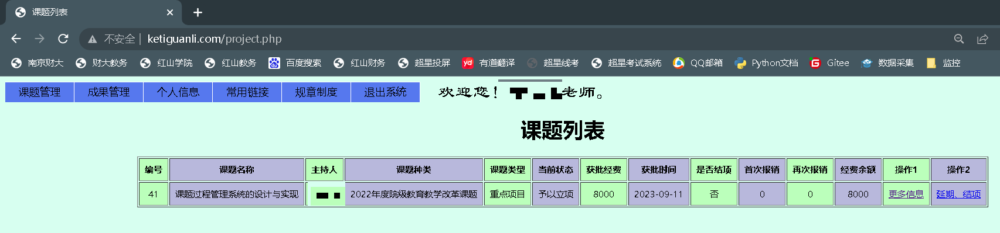 课题列表
不安全 | ketiguanli.com/project.php
南京财大 财大教务 红山学院 红山教务 百度搜索 红山财务 超星投屏 yd 有道翻译 超星线考 超星考试系统 QQ邮箱 Python文档 G Gitee 数据采集 监控
课题管理 成果管理 个人信息 常用链接 规章制度 退出系统 欢迎您！ 老师。
课题列表
编号 课题名称 主持人 课题种类 课题类型 当前状态 获批经费 获批时间 是否结项 首次报销 再次报销 经费余额 操作1 操作2
41 课题过程管理系统的设计与实现 2022年度院级教育教学改革课题 重点项目 予以立项 8000 2023-09-11 否 0 0 8000 更多信息 延期、结项